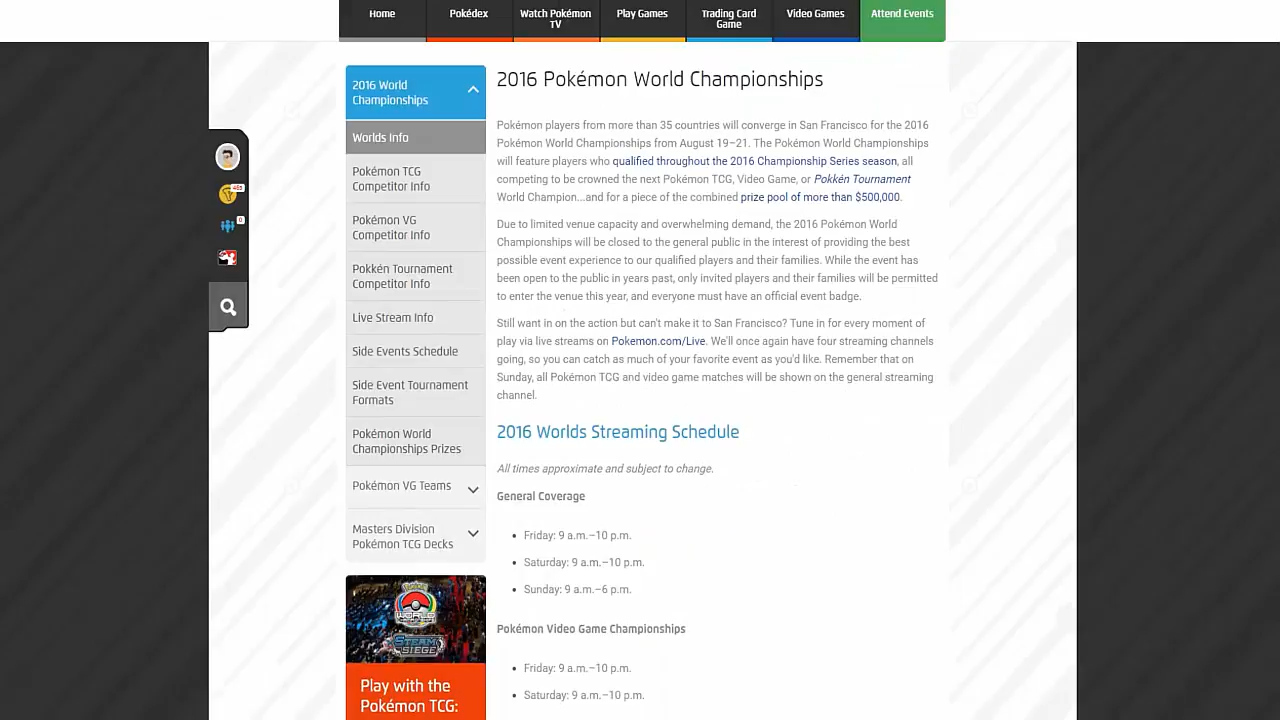 Home
Pokédex
Watch Pokémon
TV
Play Games
Trading Card
Game
Video Games
Attend Events
2016 World
Championships
Worlds Info
Pokémon TCG
Competitor Info
Pokémon VG
Competitor Info
Pokkén Tournament
Competitor Info
Live Stream Info
Side Events Schedule
Side Event Tournament
Formats
Pokémon World
Championships Prizes
Pokémon VG Teams
Masters Division
Pokémon TCG Decks
WORLD
STEAM
SIEGE
Play with the
Pokémon TCG:
2016 Pokémon World Championships
Pokémon players from more than 35 countries will converge in San Francisco for the 2016
Pokémon World Championships from August 19–21. The Pokémon World Championships
will feature players who qualified throughout the 2016 Championship Series season, all
competing to be crowned the next Pokémon TCG, Video Game, or Pokkén Tournament
World Champion...and for a piece of the combined prize pool of more than $500,000.
Due to limited venue capacity and overwhelming demand, the 2016 Pokémon World
Championships will be closed to the general public in the interest of providing the best
possible event experience to our qualified players and their families. While the event has
been open to the public in years past, only invited players and their families will be permitted
to enter the venue this year, and everyone must have an official event badge.
Still want in on the action but can't make it to San Francisco? Tune in for every moment of
play via live streams on Pokemon.com/Live. We'll once again have four streaming channels
going, so you can catch as much of your favorite event as you'd like. Remember that on
Sunday, all Pokémon TCG and video game matches will be shown on the general streaming
channel.
2016 Worlds Streaming Schedule
All times approximate and subject to change.
General Coverage
Friday: 9 a.m.–10 p.m.
Saturday: 9 a.m.–10 p.m.
Sunday: 9 a.m.–6 p.m.
Pokémon Video Game Championships
Friday: 9 a.m.–10 p.m.
Saturday: 9 a.m.–10 p.m.